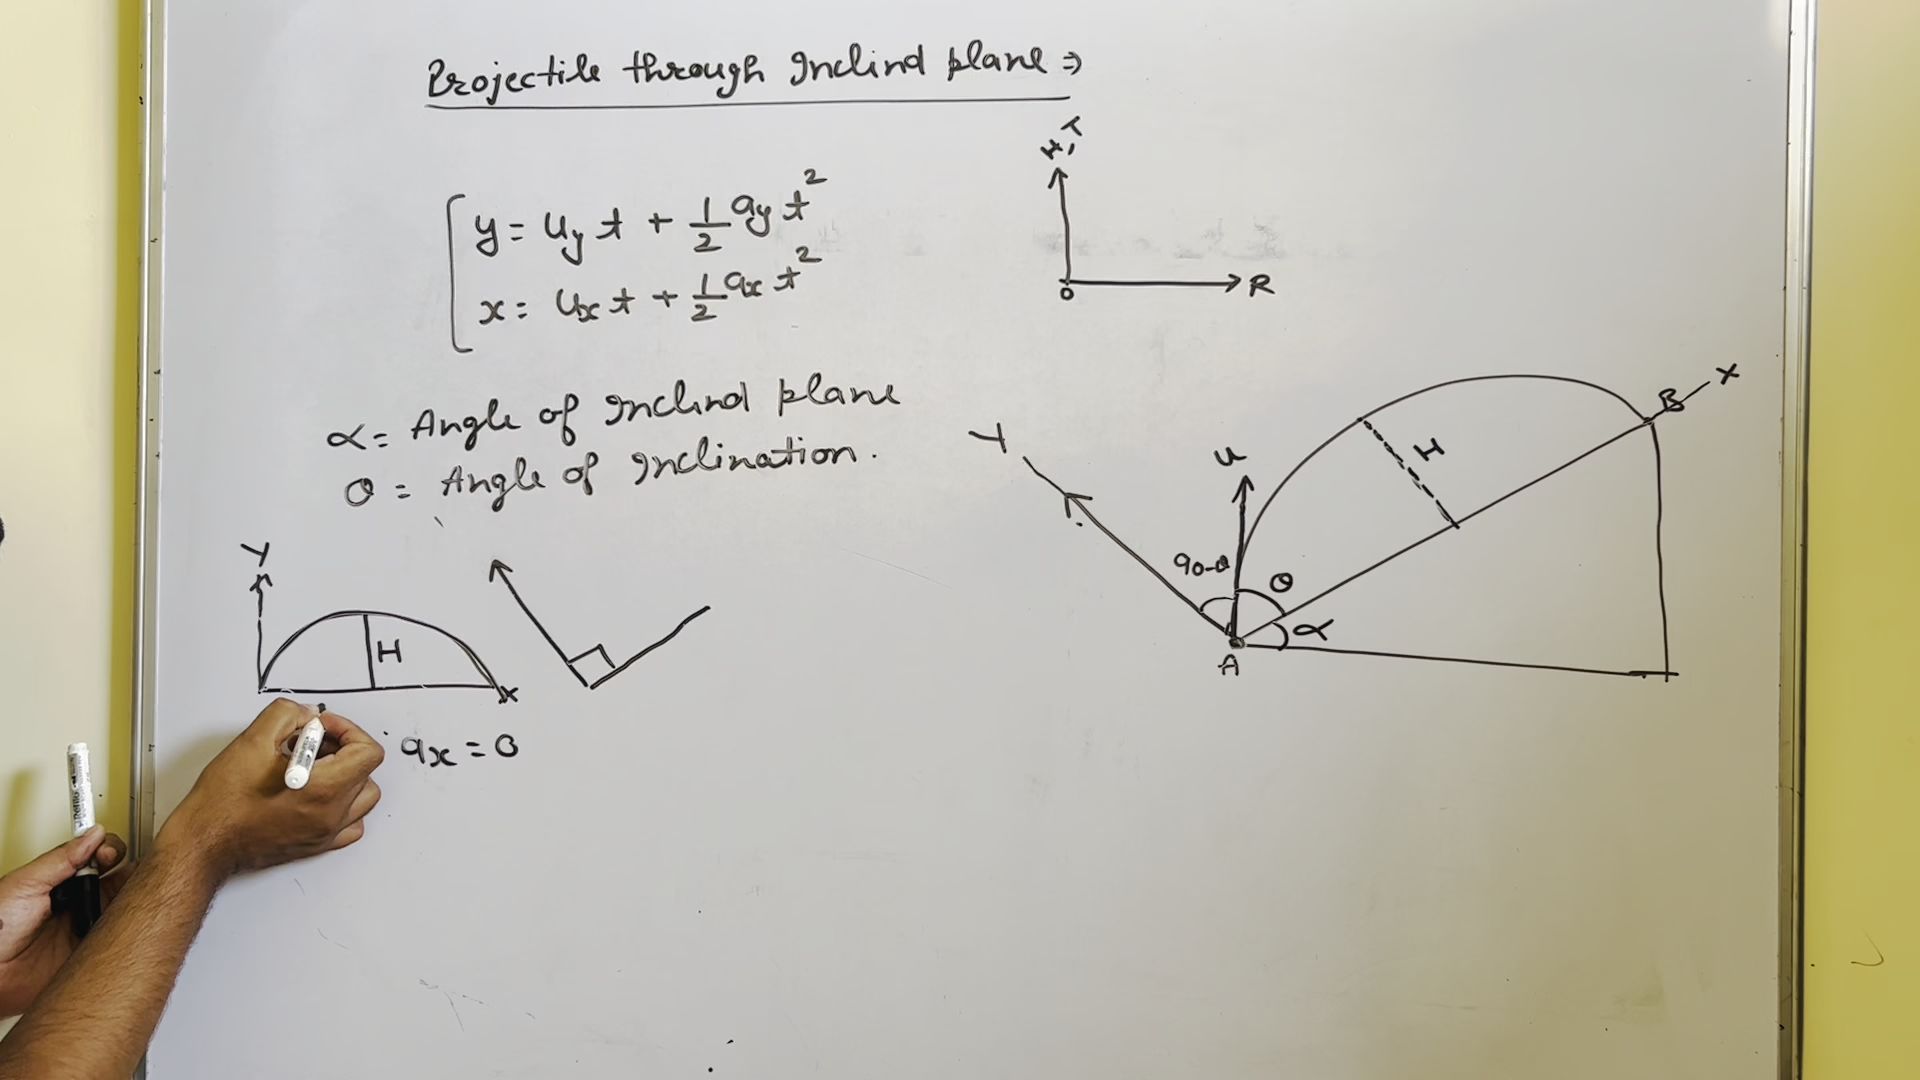 Projectile through Inclind plane ⇒
y = uy t + 1/2 ay t²
x = ux t + 1/2 ax t²
H, T
O
R
α = Angle of Inclind plane
θ = Angle of Inclination.
Y
H
X
ax = 0
Y
u
H
B
X
90-θ
θ
α
A